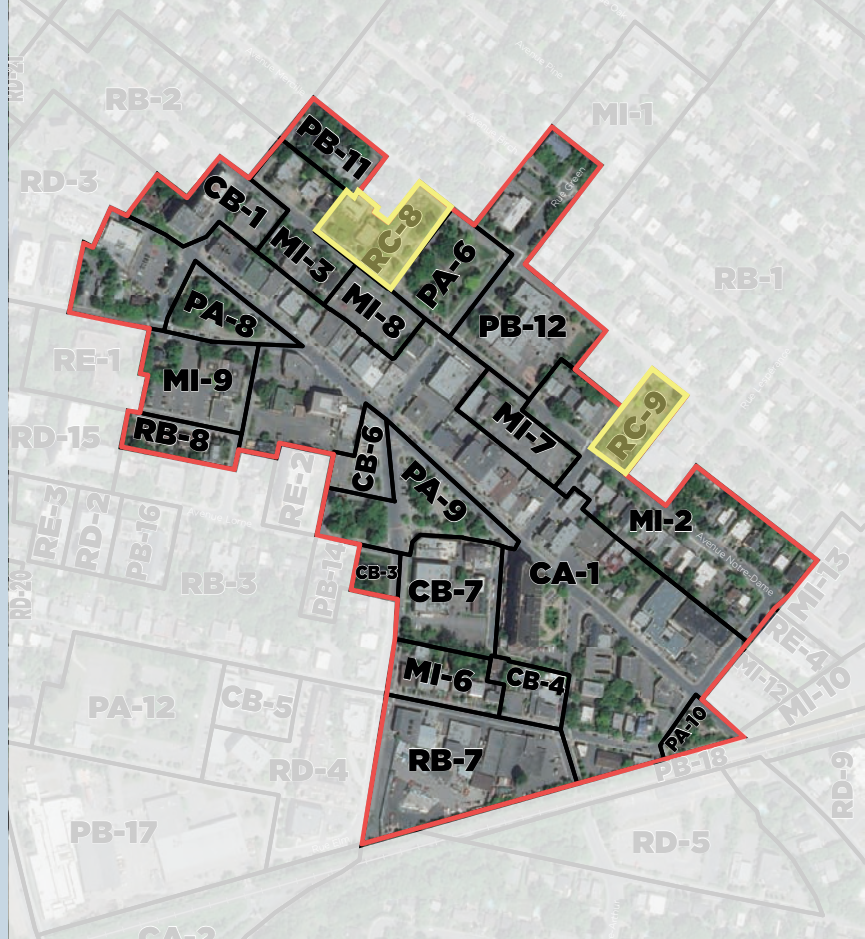 RD-21
RB-2
Avenue Pine
MI-1
PB-11
RD-3
CB-1
Rue Green
RC-8
MI-3
PA-6
RB-1
MI-8
PA-8
PB-12
RE-1
MI-9
RC-9
MI-7
RD-15
RB-8
CB-6
PA-9
RE-2
RE-3
RD-2
PB-16
MI-2
Avenue Notre-Dame
CB-3
CA-1
RD-20
RB-3
PB-14
CB-7
MI-13
RE-4
MI-12
MI-10
MI-6
CB-4
PA-12
CB-5
PA-10
RB-7
RD-4
PB-18
RD-9
PB-17
RD-5
CA-2